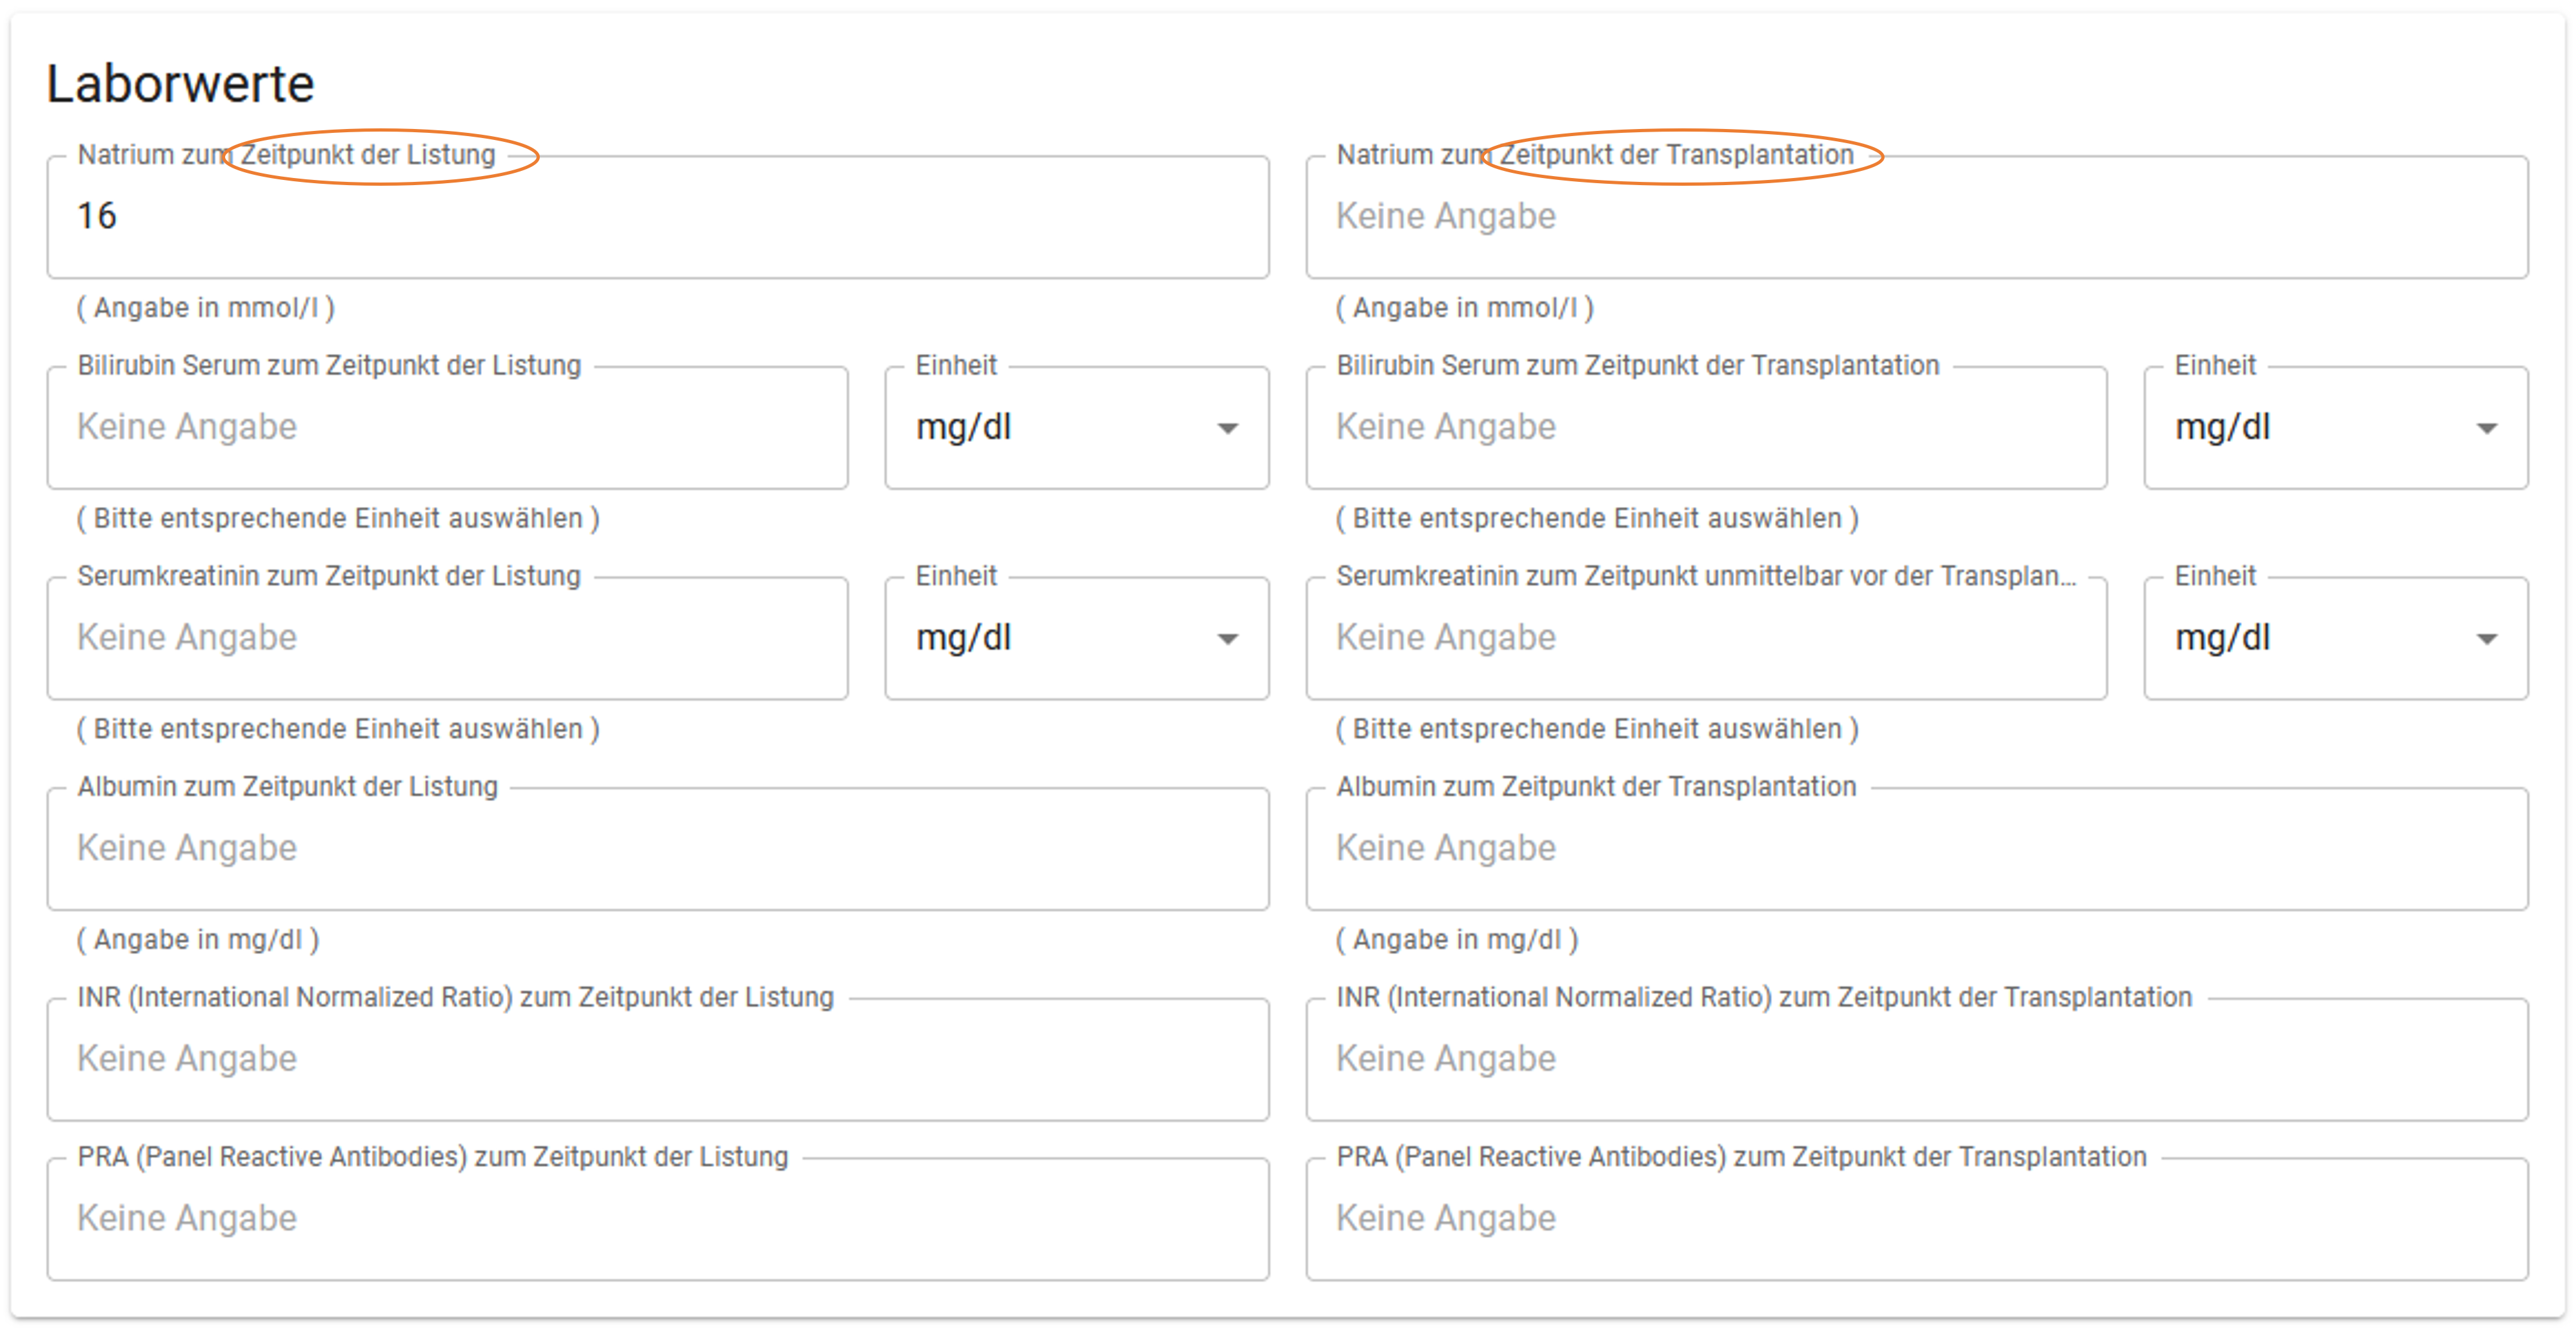 Laborwerte
Natrium zum Zeitpunkt der Listung
16
( Angabe in mmol/l )
Natrium zum Zeitpunkt der Transplantation
Keine Angabe
( Angabe in mmol/l )
Bilirubin Serum zum Zeitpunkt der Listung
Keine Angabe
Einheit
mg/dl
( Bitte entsprechende Einheit auswählen )
Bilirubin Serum zum Zeitpunkt der Transplantation
Keine Angabe
Einheit
mg/dl
( Bitte entsprechende Einheit auswählen )
Serumkreatinin zum Zeitpunkt der Listung
Keine Angabe
Einheit
mg/dl
( Bitte entsprechende Einheit auswählen )
Serumkreatinin zum Zeitpunkt unmittelbar vor der Transplan...
Keine Angabe
Einheit
mg/dl
( Bitte entsprechende Einheit auswählen )
Albumin zum Zeitpunkt der Listung
Keine Angabe
( Angabe in mg/dl )
Albumin zum Zeitpunkt der Transplantation
Keine Angabe
( Angabe in mg/dl )
INR (International Normalized Ratio) zum Zeitpunkt der Listung
Keine Angabe
INR (International Normalized Ratio) zum Zeitpunkt der Transplantation
Keine Angabe
PRA (Panel Reactive Antibodies) zum Zeitpunkt der Listung
Keine Angabe
PRA (Panel Reactive Antibodies) zum Zeitpunkt der Transplantation
Keine Angabe